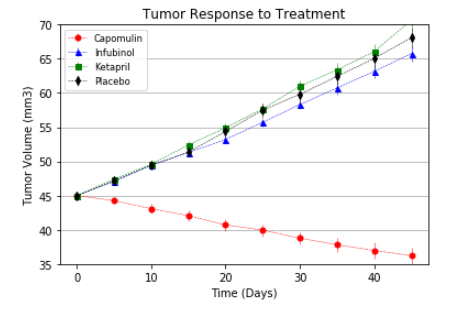 Tumor Response to Treatment
70
65
60
55
50
45
40
35
Tumor Volume (mm3)
Capomulin
Infubinol
Ketapril
Placebo
0
10
20
30
40
Time (Days)